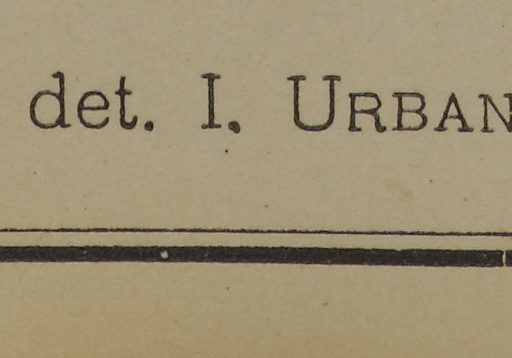 det. I. URBAN